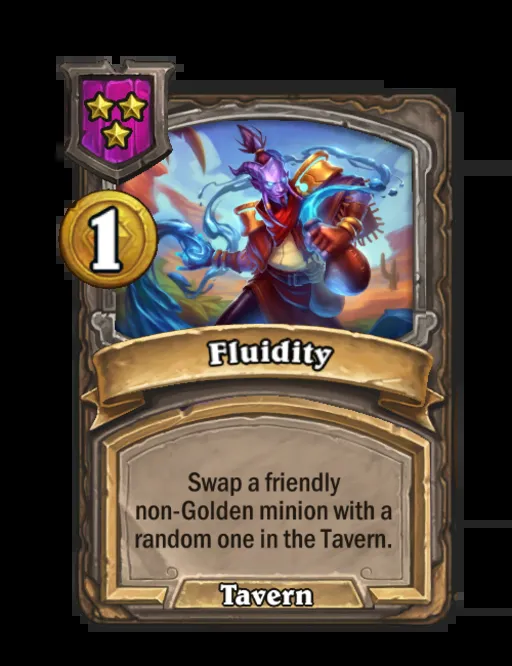 1
Fluidity
Swap a friendly
non-Golden minion with a
random one in the Tavern.
Tavern